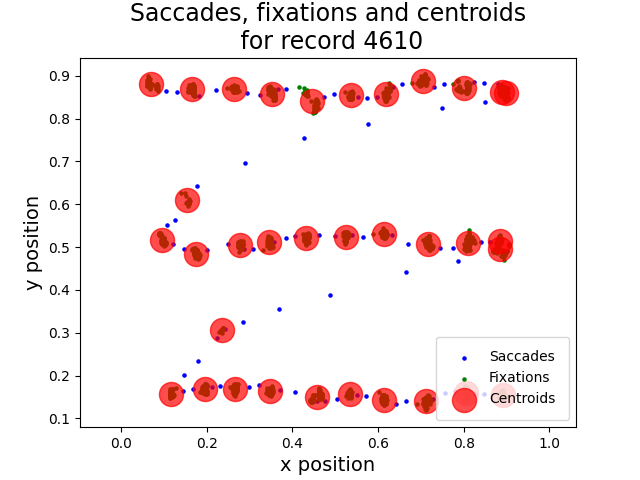 Saccades, fixations and centroids
for record 4610
0.9
0.8
0.7
0.6
0.5
0.4
0.3
0.2
0.1
y position
0.0 0.2 0.4 0.6 0.8 1.0
x position
Saccades
Fixations
Centroids